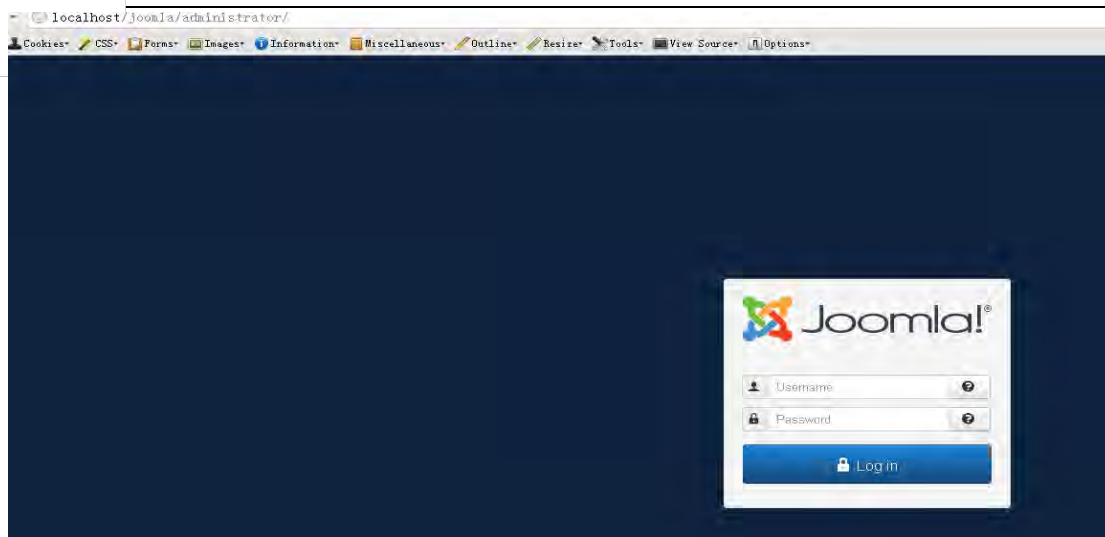 localhost/joomla/administrator/
Cookies CSS Forms Images Information Miscellaneous Outline Resize Tools View Source Options
Joomla!®
Username
Password
Log in